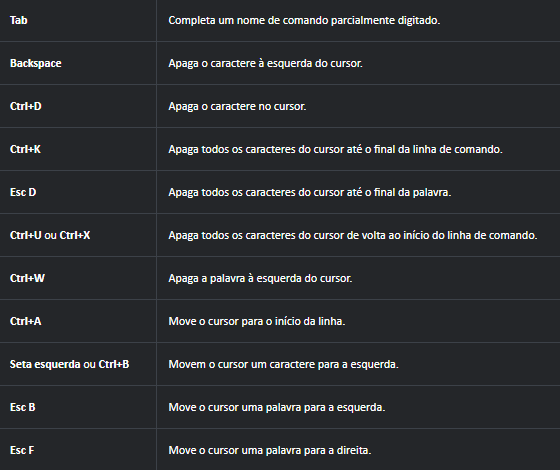 Tab Completa um nome de comando parcialmente digitado.
Backspace Apaga o caractere à esquerda do cursor.
Ctrl+D Apaga o caractere no cursor.
Ctrl+K Apaga todos os caracteres do cursor até o final da linha de comando.
Esc D Apaga todos os caracteres do cursor até o final da palavra.
Ctrl+U ou Ctrl+X Apaga todos os caracteres do cursor de volta ao início do linha de comando.
Ctrl+W Apaga a palavra à esquerda do cursor.
Ctrl+A Move o cursor para o início da linha.
Seta esquerda ou Ctrl+B Movem o cursor um caractere para a esquerda.
Esc B Move o cursor uma palavra para a esquerda.
Esc F Move o cursor uma palavra para a direita.